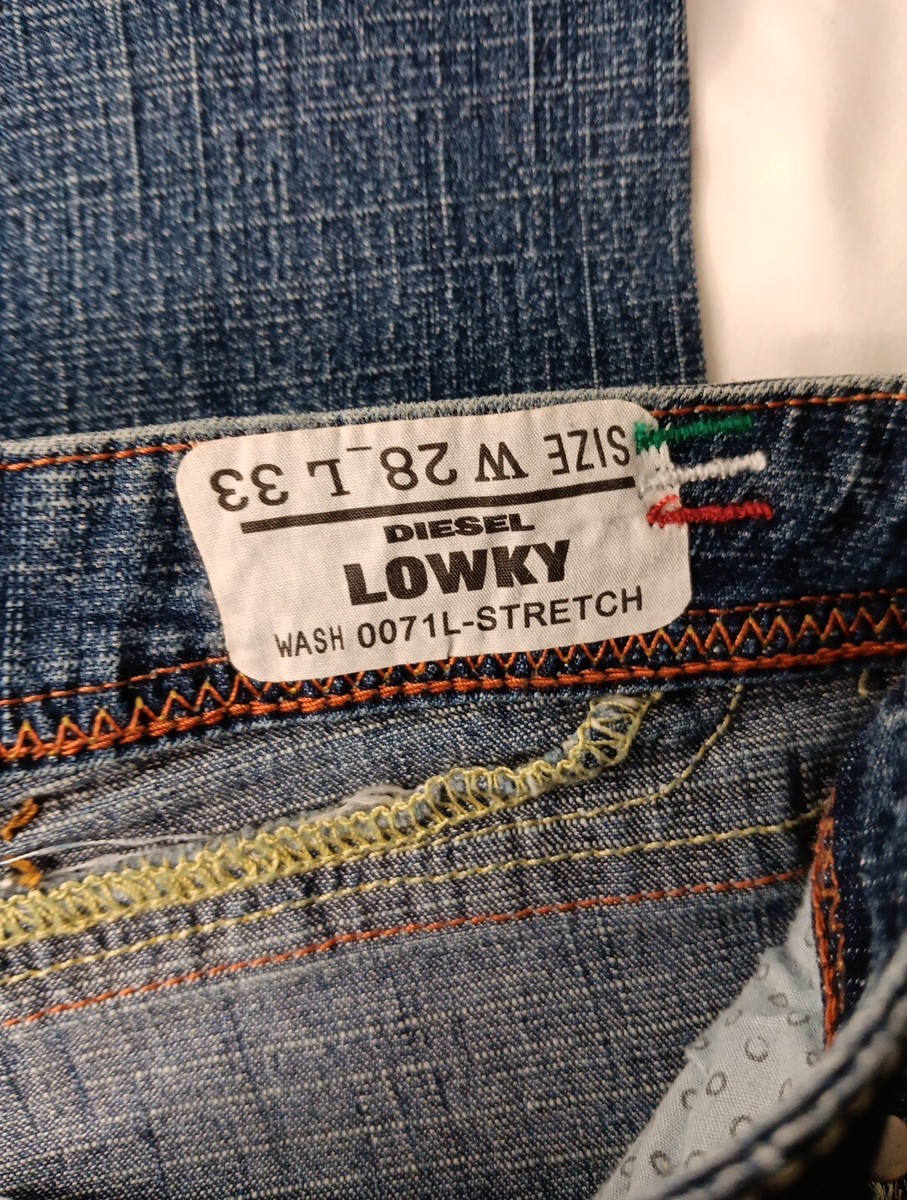 SIZE W 28_L 33
DIESEL
LOWKY
WASH 0071L-STRETCH